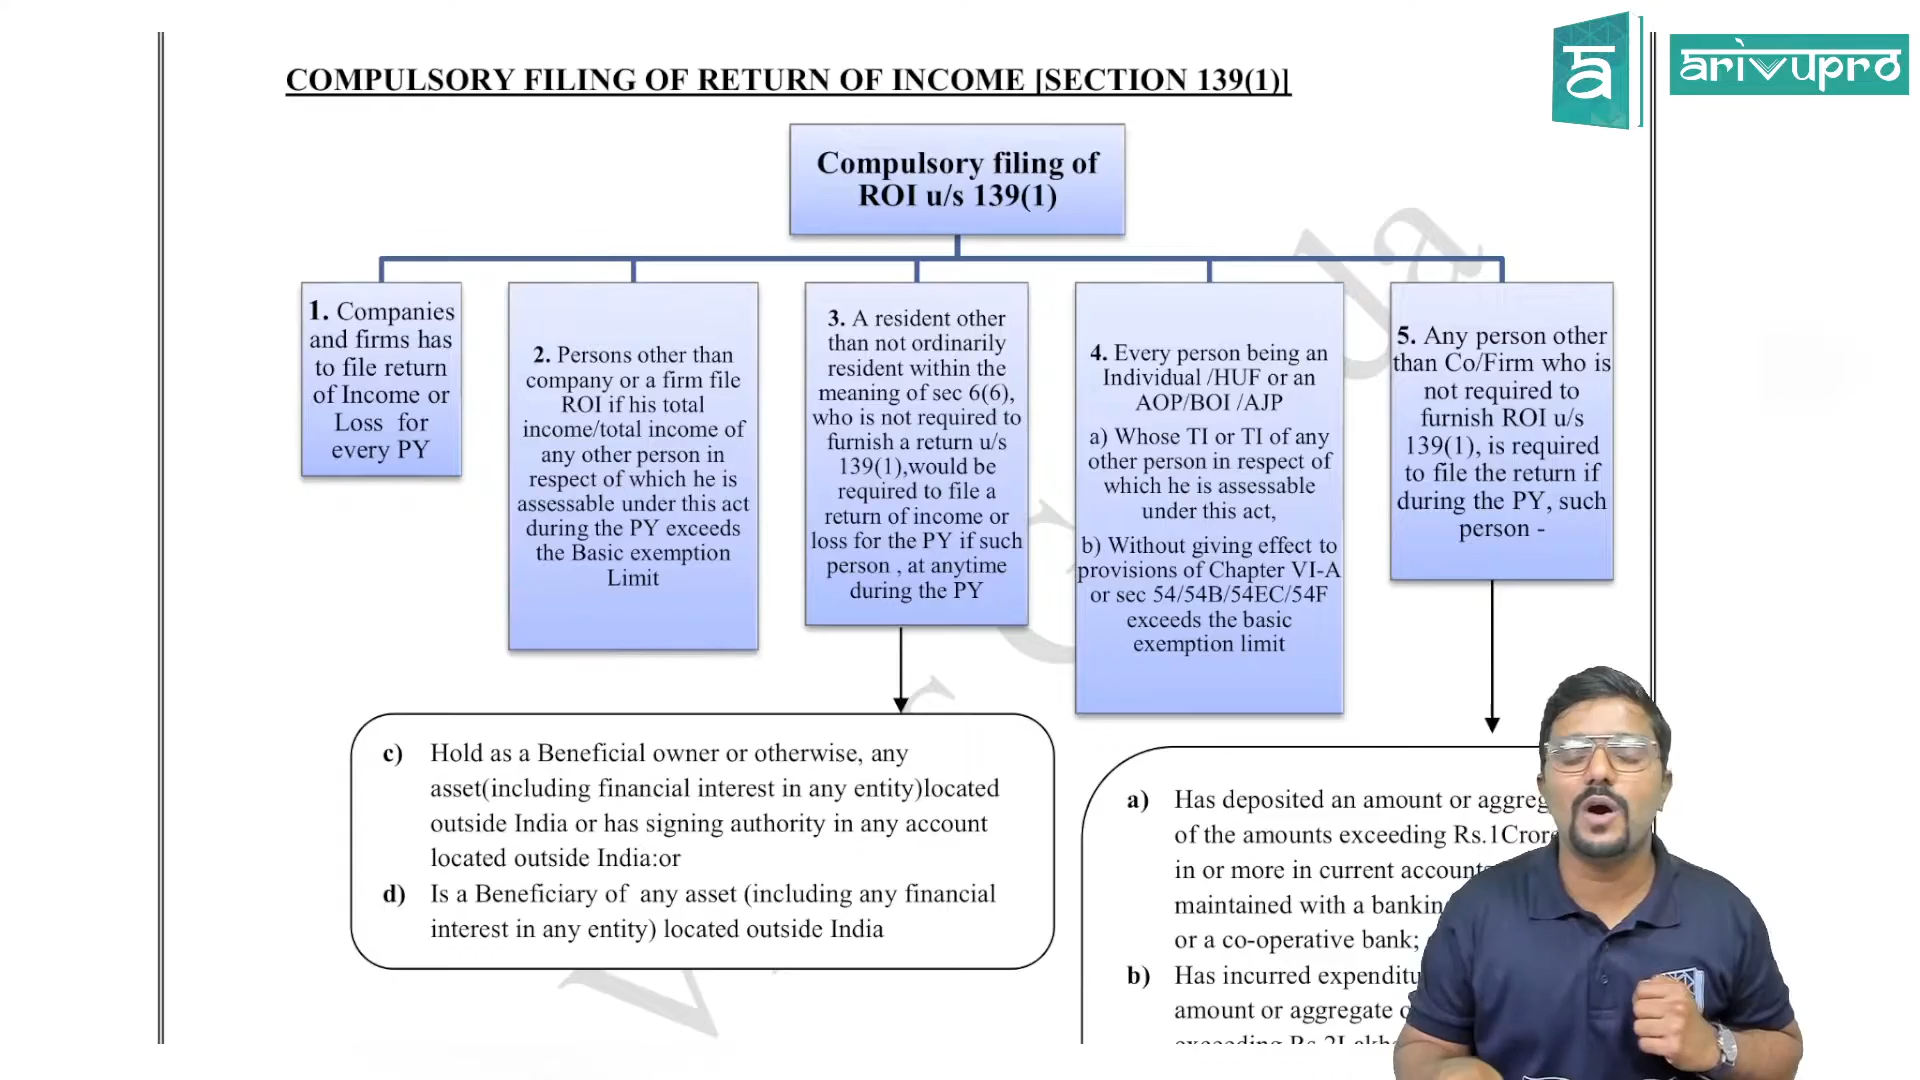 COMPULSORY FILING OF RETURN OF INCOME [SECTION 139(1)]
arivupro
Compulsory filing of
ROI u/s 139(1)
1. Companies
and firms has
to file return
of Income or
Loss for
every PY
2. Persons other than
company or a firm file
ROI if his total
income/total income of
any other person in
respect of which he is
assessable under this act
during the PY exceeds
the Basic exemption
Limit
3. A resident other
than not ordinarily
resident within the
meaning of sec 6(6),
who is not required to
furnish a return u/s
139(1),would be
required to file a
return of income or
loss for the PY if such
person , at anytime
during the PY
4. Every person being an
Individual /HUF or an
AOP/BOI /AJP
a) Whose TI or TI of any
other person in respect of
which he is assessable
under this act,
b) Without giving effect to
provisions of Chapter VI-A
or sec 54/54B/54EC/54F
exceeds the basic
exemption limit
5. Any person other
than Co/Firm who is
not required to
furnish ROI u/s
139(1), is required
to file the return if
during the PY, such
person -
c) Hold as a Beneficial owner or otherwise, any
asset(including financial interest in any entity)located
outside India or has signing authority in any account
located outside India:or
d) Is a Beneficiary of any asset (including any financial
interest in any entity) located outside India
a) Has deposited an amount or
of the amounts exceeding Rs.1Crore
in or more in current
maintained with a
or a co-operative bank;
b) Has incurred
amount or aggregate
exceeding Rs.2Lakhs